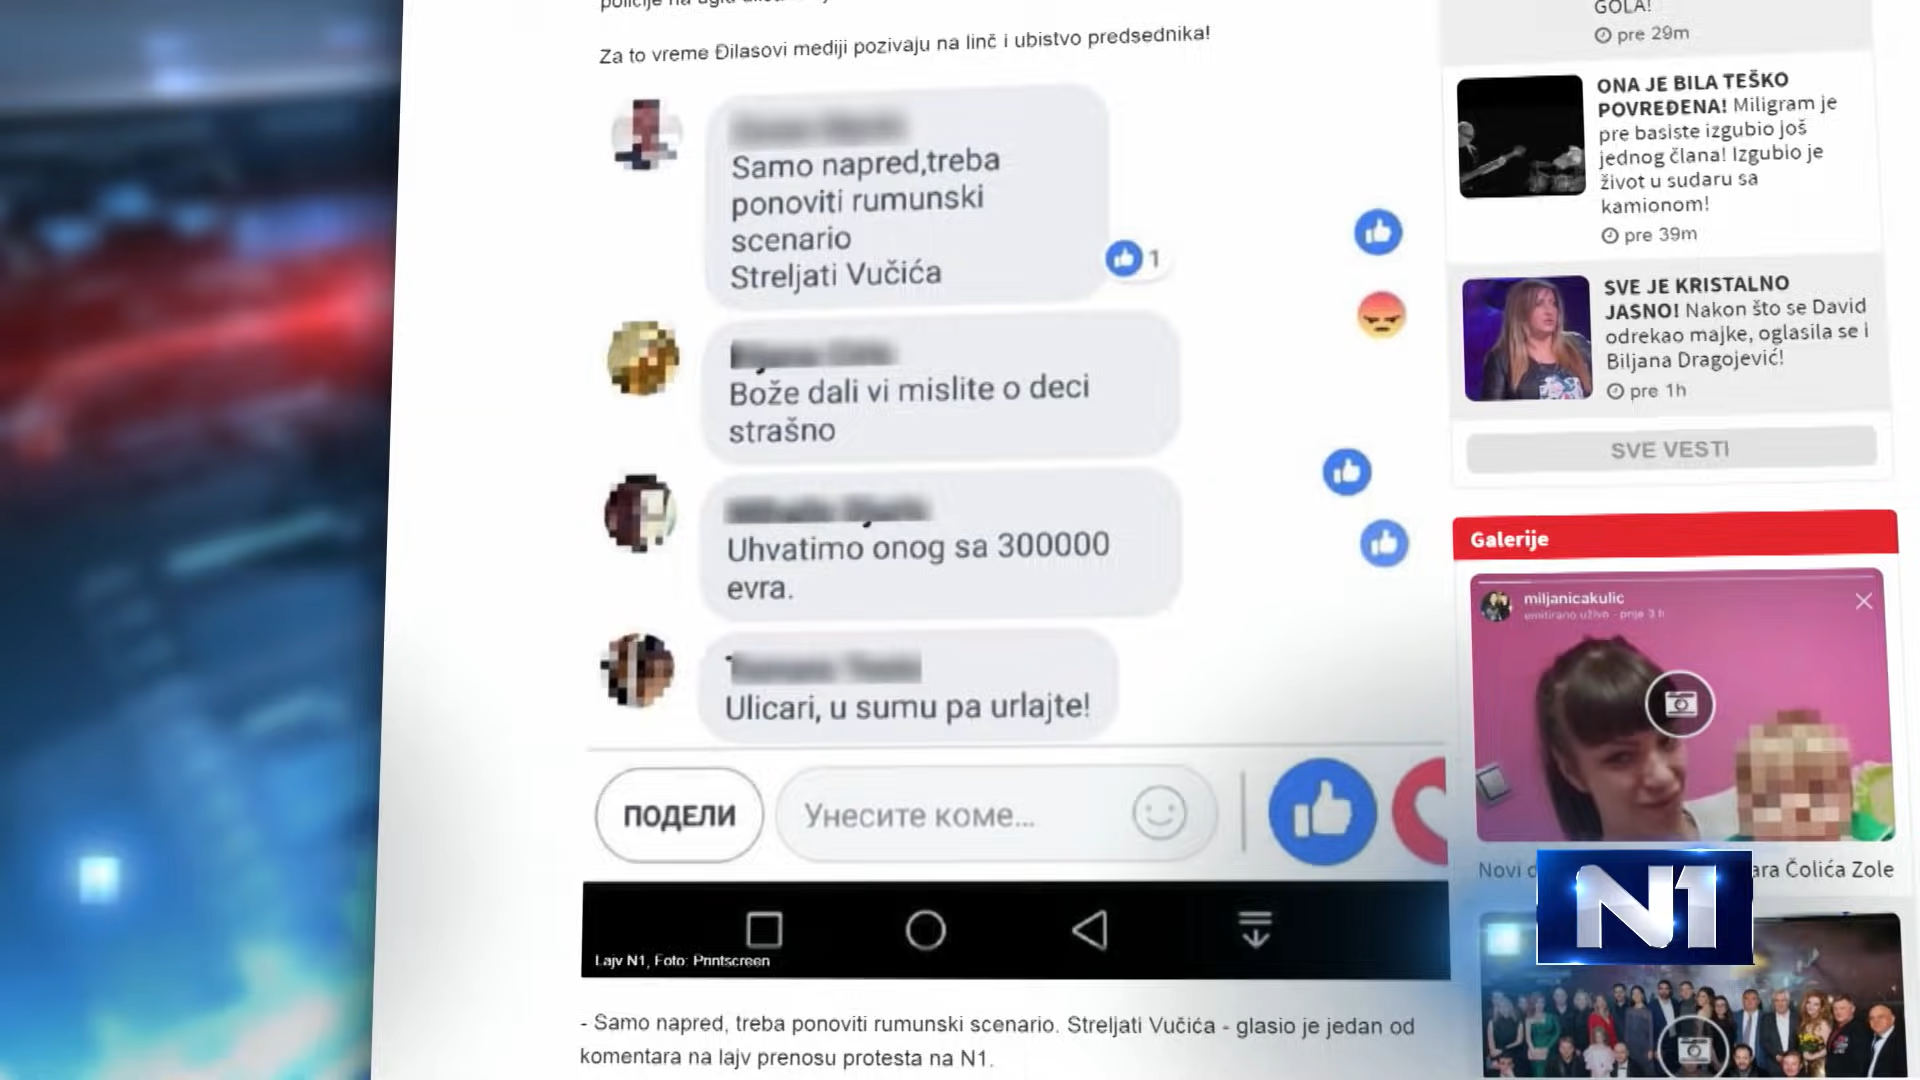 Za to vreme Đilasovi mediji pozivaju na linč i ubistvo predsednika!
Samo napred,treba
ponoviti rumunski
scenario
Streljati Vučića
1
Bože dali vi mislite o deci
strašno
Uhvatimo onog sa 300000
evra.
Ulicari, u sumu pa urlajte!
ПОДЕЛИ
Унесите коме...
Lajv N1, Foto: Printscreen
- Samo napred, treba ponoviti rumunski scenario. Streljati Vučića - glasio je jedan od
komentara na lajv prenosu protesta na N1.
GOLA!
pre 29m
ONA JE BILA TEŠKO
POVREĐENA! Miligram je
pre basiste izgubio još
jednog člana! Izgubio je
život u sudaru sa
kamionom!
pre 39m
SVE JE KRISTALNO
JASNO! Nakon što se David
odrekao majke, oglasila se i
Biljana Dragojević!
pre 1h
SVE VESTI
Galerije
miljanicakulic
emitirano uživo - prije 3 h
Novi
ara Čolića Zole
N1